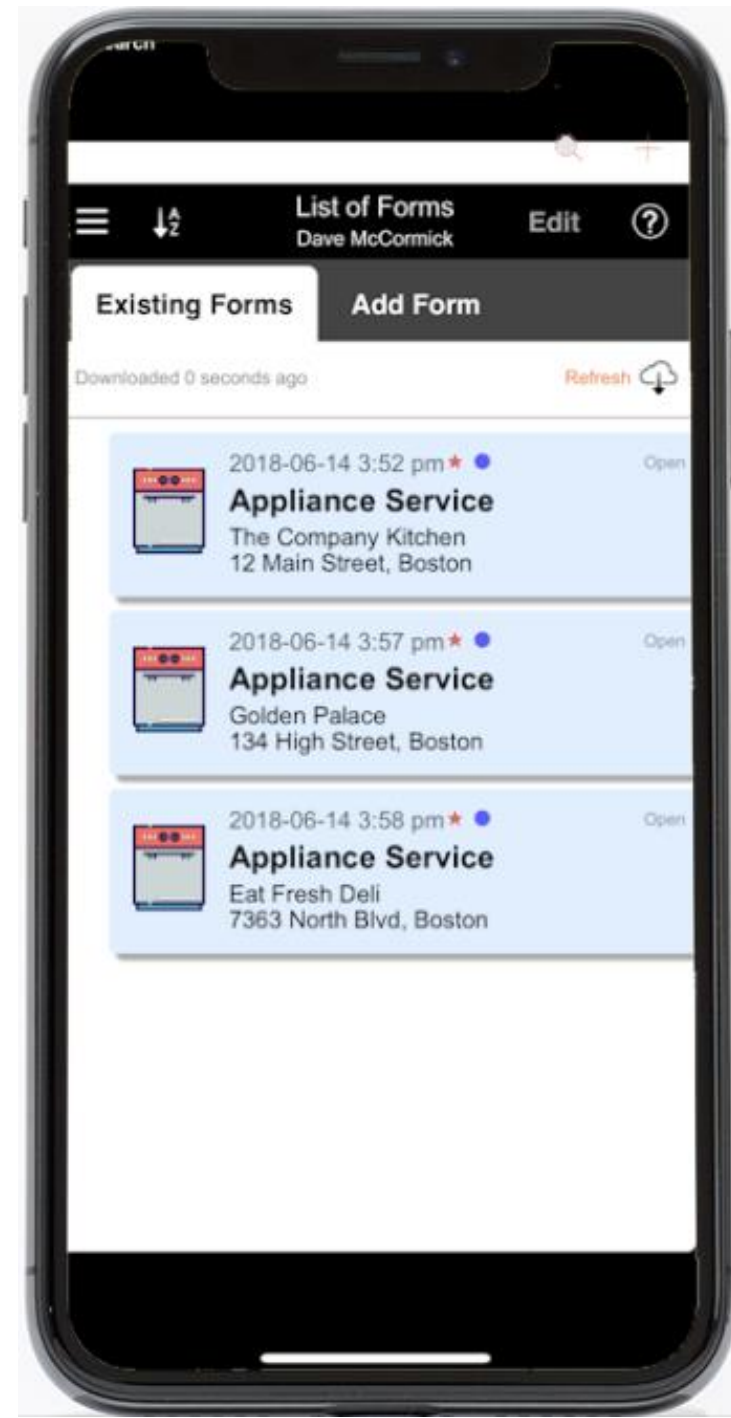 List of Forms
Dave McCormick
Edit
?
Existing Forms
Add Form
Downloaded 0 seconds ago
Refresh
2018-06-14 3:52 pm
Open
Appliance Service
The Company Kitchen
12 Main Street, Boston
2018-06-14 3:57 pm
Open
Appliance Service
Golden Palace
134 High Street, Boston
2018-06-14 3:58 pm
Open
Appliance Service
Eat Fresh Deli
7363 North Blvd, Boston